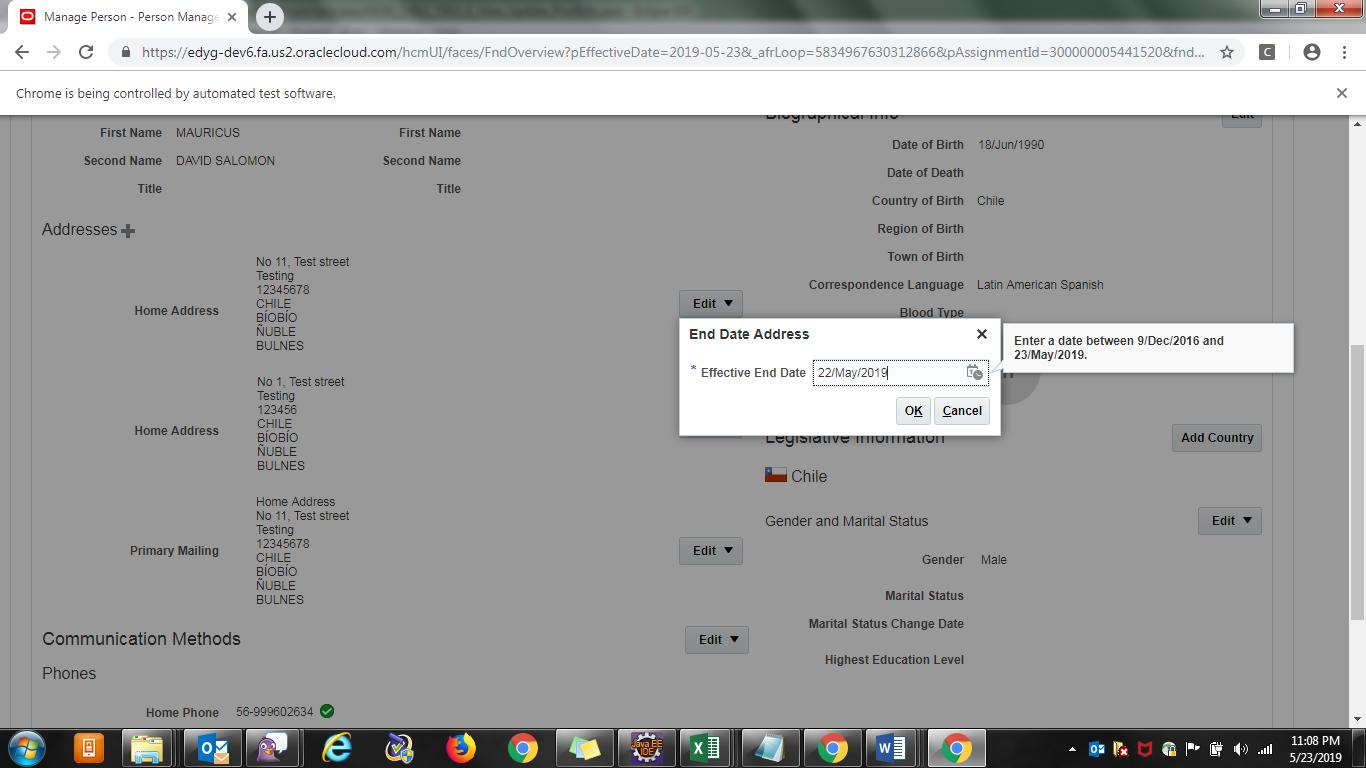 Manage Person - Person Manage
https://edyg-dev6.fa.us2.oraclecloud.com/hcmUI/faces/FndOverview?pEffectiveDate=2019-05-23&_afrLoop=5834967630312866&pAssignmentId=300000005441520&fnd...
C
Chrome is being controlled by automated test software.
Biographical Info
Edit
First Name MAURICUS First Name
Second Name DAVID SALOMON Second Name
Title Title
Date of Birth 18/Jun/1990
Date of Death
Country of Birth Chile
Region of Birth
Town of Birth
Correspondence Language Latin American Spanish
Blood Type
Addresses
No 11, Test street
Testing
12345678
CHILE
Home Address
BÍOBÍO
ÑUBLE
BULNES
Edit
No 1, Test street
Testing
123456
CHILE
Home Address
BÍOBÍO
ÑUBLE
BULNES
Home Address
No 11, Test street
Testing
12345678
Primary Mailing
CHILE
BÍOBÍO
ÑUBLE
BULNES
Edit
End Date Address
* Effective End Date 22/May/2019
OK Cancel
Enter a date between 9/Dec/2016 and
23/May/2019.
Legislative Information
Add Country
Chile
Gender and Marital Status
Edit
Gender Male
Marital Status
Marital Status Change Date
Highest Education Level
Communication Methods
Edit
Phones
Home Phone 56-999602634
Java EE
IDE
11:08 PM
5/23/2019